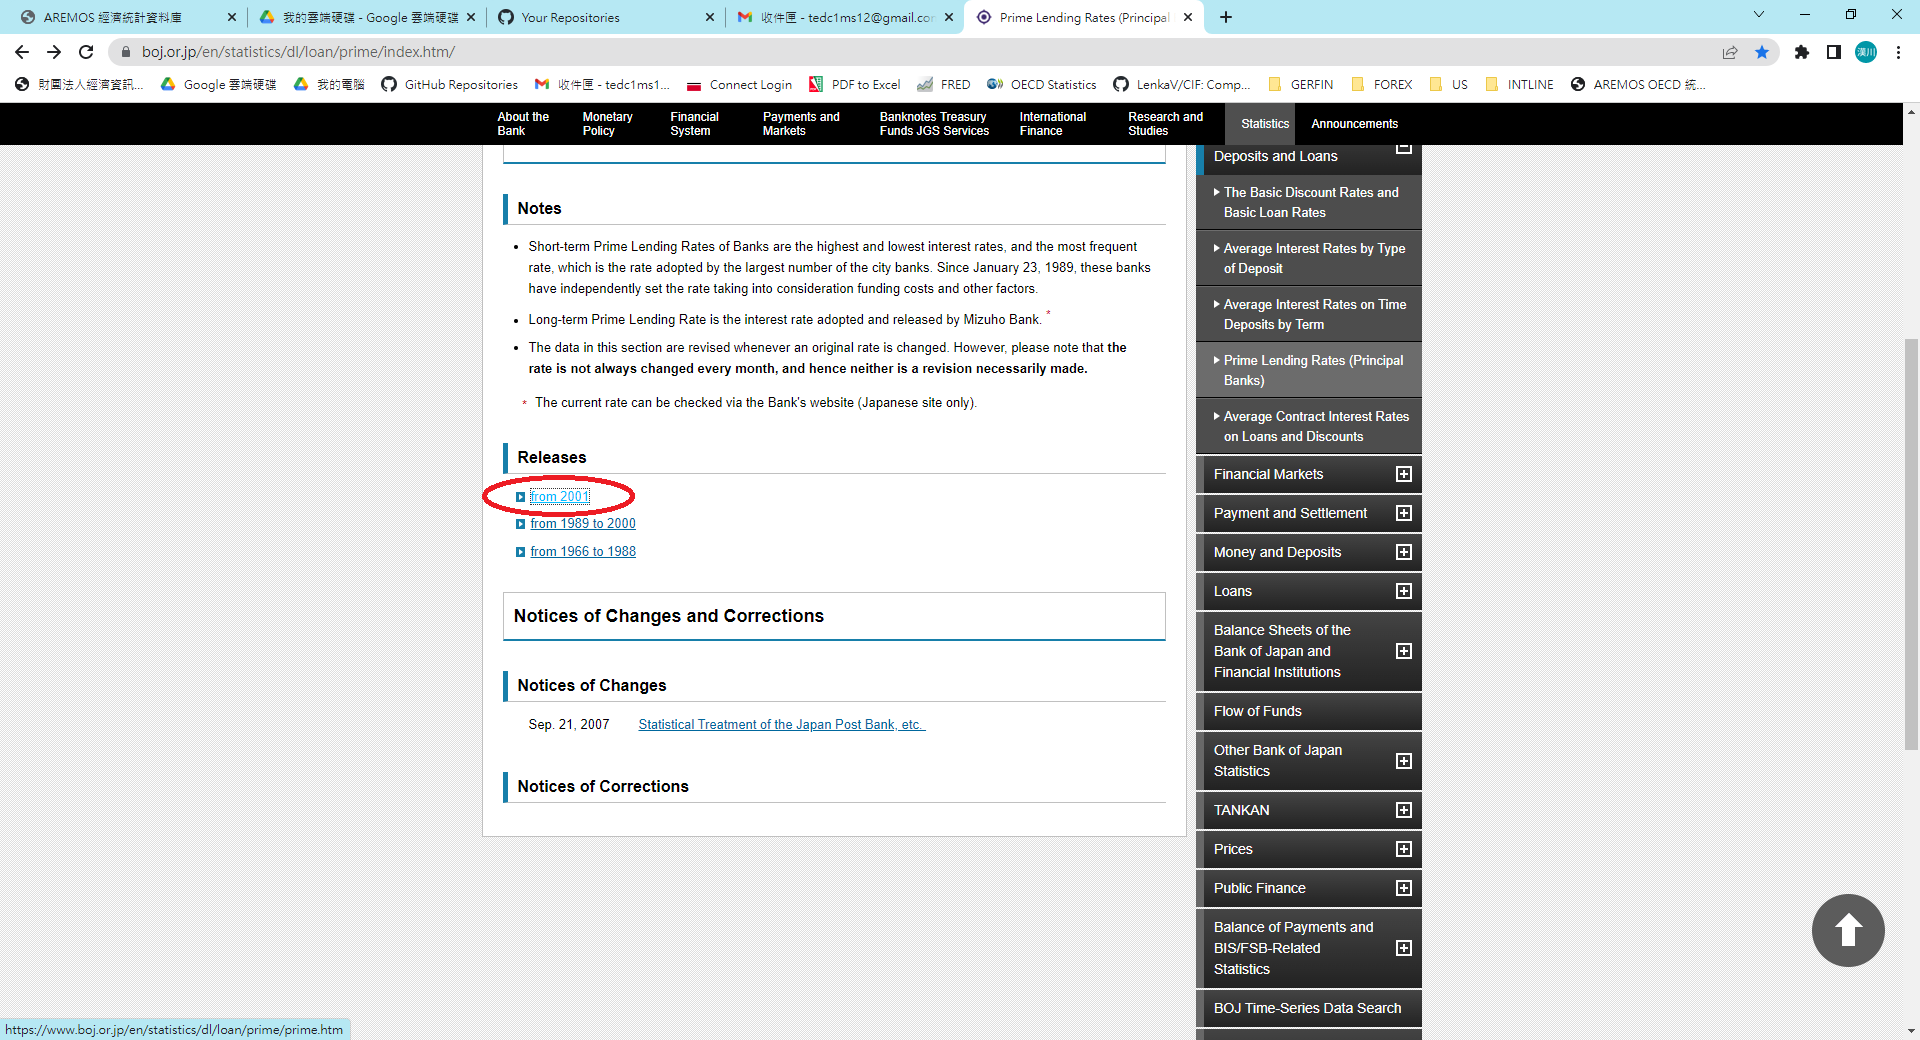 AREMOS 經濟統計資料庫
我的雲端硬碟 - Google 雲端硬碟
Your Repositories
收件匣 - tedc1ms12@gmail.co
Prime Lending Rates (Principal
boj.or.jp/en/statistics/dl/loan/prime/index.htm/
漢川
財團法人經濟資訊...
Google 雲端硬碟
我的電腦
GitHub Repositories
收件匣 - tedc1ms1...
Connect Login
PDF to Excel
FRED
OECD Statistics
LenkaV/CIF: Comp...
GERFIN
FOREX
US
INTLINE
AREMOS OECD 統...
About the
Bank
Monetary
Policy
Financial
System
Payments and
Markets
Banknotes Treasury
Funds JGS Services
International
Finance
Research and
Studies
Statistics
Announcements
Notes
• Short-term Prime Lending Rates of Banks are the highest and lowest interest rates, and the most frequent
rate, which is the rate adopted by the largest number of the city banks. Since January 23, 1989, these banks
have independently set the rate taking into consideration funding costs and other factors.
• Long-term Prime Lending Rate is the interest rate adopted and released by Mizuho Bank. *
• The data in this section are revised whenever an original rate is changed. However, please note that the
rate is not always changed every month, and hence neither is a revision necessarily made.
* The current rate can be checked via the Bank's website (Japanese site only).
Releases
from 2001
from 1989 to 2000
from 1966 to 1988
Notices of Changes and Corrections
Notices of Changes
Sep. 21, 2007 Statistical Treatment of the Japan Post Bank, etc.
Notices of Corrections
Deposits and Loans
The Basic Discount Rates and
Basic Loan Rates
Average Interest Rates by Type
of Deposit
Average Interest Rates on Time
Deposits by Term
Prime Lending Rates (Principal
Banks)
Average Contract Interest Rates
on Loans and Discounts
Financial Markets
Payment and Settlement
Money and Deposits
Loans
Balance Sheets of the
Bank of Japan and
Financial Institutions
Flow of Funds
Other Bank of Japan
Statistics
TANKAN
Prices
Public Finance
Balance of Payments and
BIS/FSB-Related
Statistics
BOJ Time-Series Data Search
https://www.boj.or.jp/en/statistics/dl/loan/prime/prime.htm